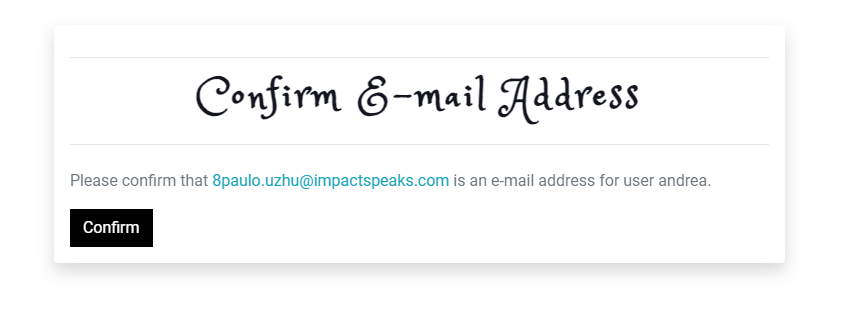 Confirm E-mail Address
Please confirm that 8paulo.uzhu@impactspeaks.com is an e-mail address for user andrea.
Confirm